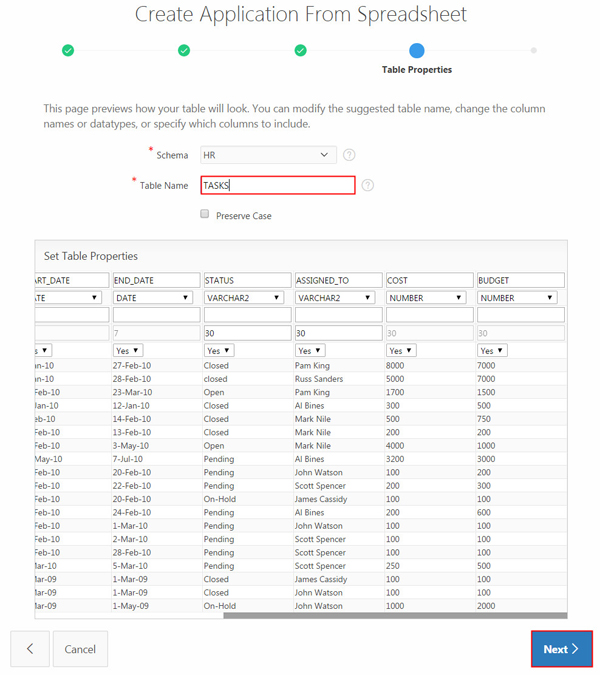 Create Application From Spreadsheet
Table Properties
This page previews how your table will look. You can modify the suggested table name, change the column
names or datatypes, or specify which columns to include.
* Schema HR ?
* Table Name TASKS ?
Preserve Case
Set Table Properties
ART_DATE END_DATE STATUS ASSIGNED_TO COST BUDGET
ATE DATE VARCHAR2 VARCHAR2 NUMBER NUMBER
7 30 30 30 30
s Yes Yes Yes Yes Yes
an-10 27-Feb-10 Closed Pam King 8000 7000
an-10 28-Feb-10 closed Russ Sanders 5000 7000
Feb-10 23-Mar-10 Open Pam King 1700 1500
Jan-10 12-Jan-10 Closed Al Bines 300 500
eb-10 14-Feb-10 Closed Mark Nile 500 750
Feb-10 13-Feb-10 Closed Mark Nile 200 200
Feb-10 3-May-10 Open Mark Nile 4000 1000
May-10 7-Jul-10 Pending Al Bines 3200 3000
Feb-10 20-Feb-10 Pending John Watson 100 200
Feb-10 22-Feb-10 Pending Scott Spencer 200 300
Feb-10 20-Feb-10 On-Hold James Cassidy 100 100
Feb-10 24-Feb-10 Pending Al Bines 200 600
Feb-10 1-Mar-10 Pending John Watson 100 100
Feb-10 2-Mar-10 Pending Scott Spencer 100 100
Feb-10 28-Feb-10 Pending Scott Spencer 100 100
Mar-10 5-Mar-10 Pending Scott Spencer 250 500
Mar-09 1-Mar-09 Closed James Cassidy 100 100
Mar-09 1-Mar-09 Closed John Watson 100 100
Mar-09 1-May-09 On-Hold John Watson 1000 2000
Cancel
Next